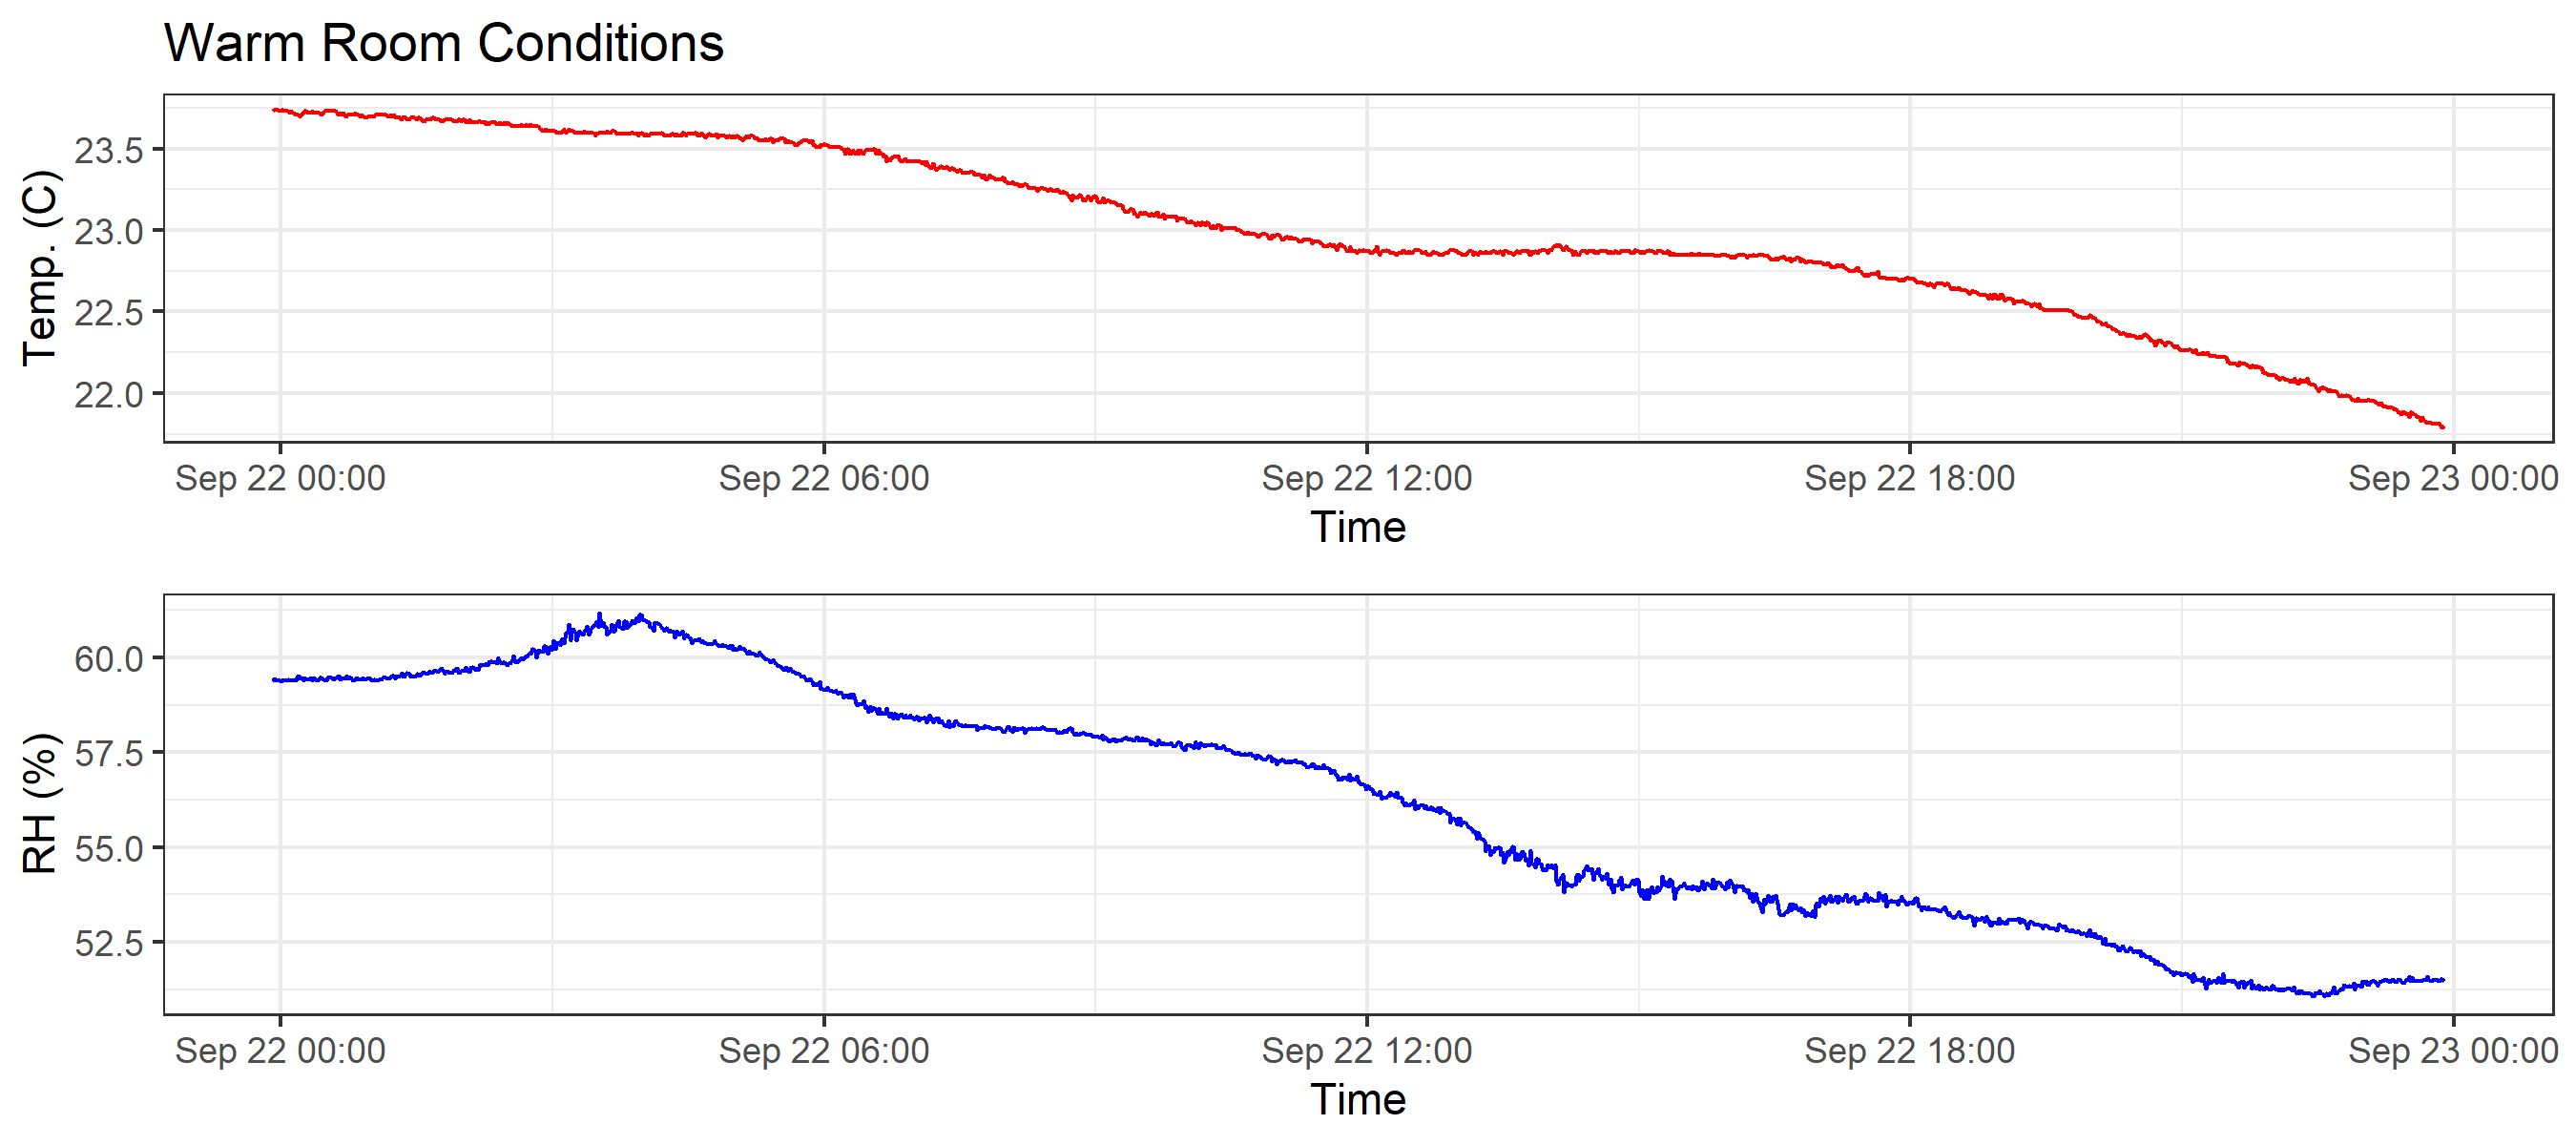 Warm Room Conditions
Temp. (C)
23.5
23.0
22.5
22.0
Sep 22 00:00 Sep 22 06:00 Sep 22 12:00 Sep 22 18:00 Sep 23 00:00
Time
RH (%)
60.0
57.5
55.0
52.5
Sep 22 00:00 Sep 22 06:00 Sep 22 12:00 Sep 22 18:00 Sep 23 00:00
Time